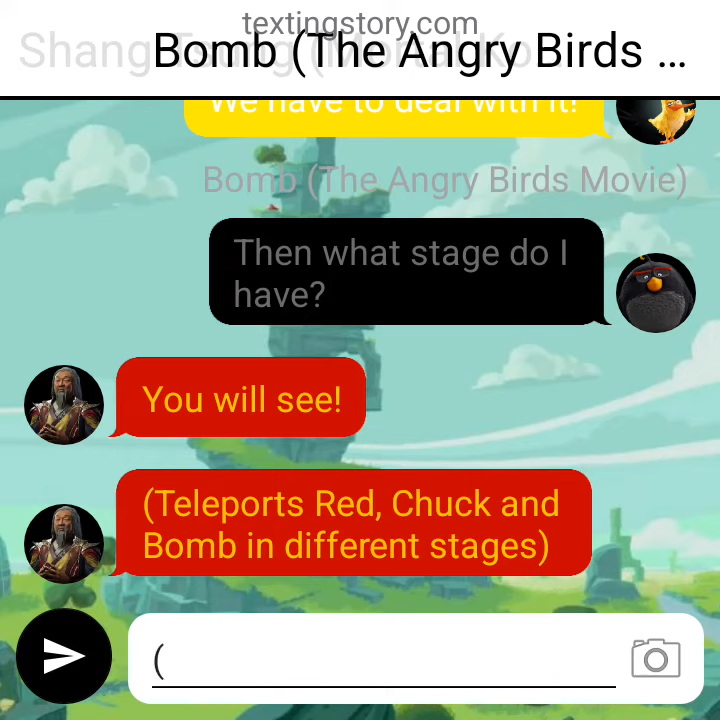 textingstory.com
Bomb (The Angry Birds ...
We have to deal with it!
Bomb (The Angry Birds Movie)
Then what stage do I
have?
You will see!
(Teleports Red, Chuck and
Bomb in different stages)
(